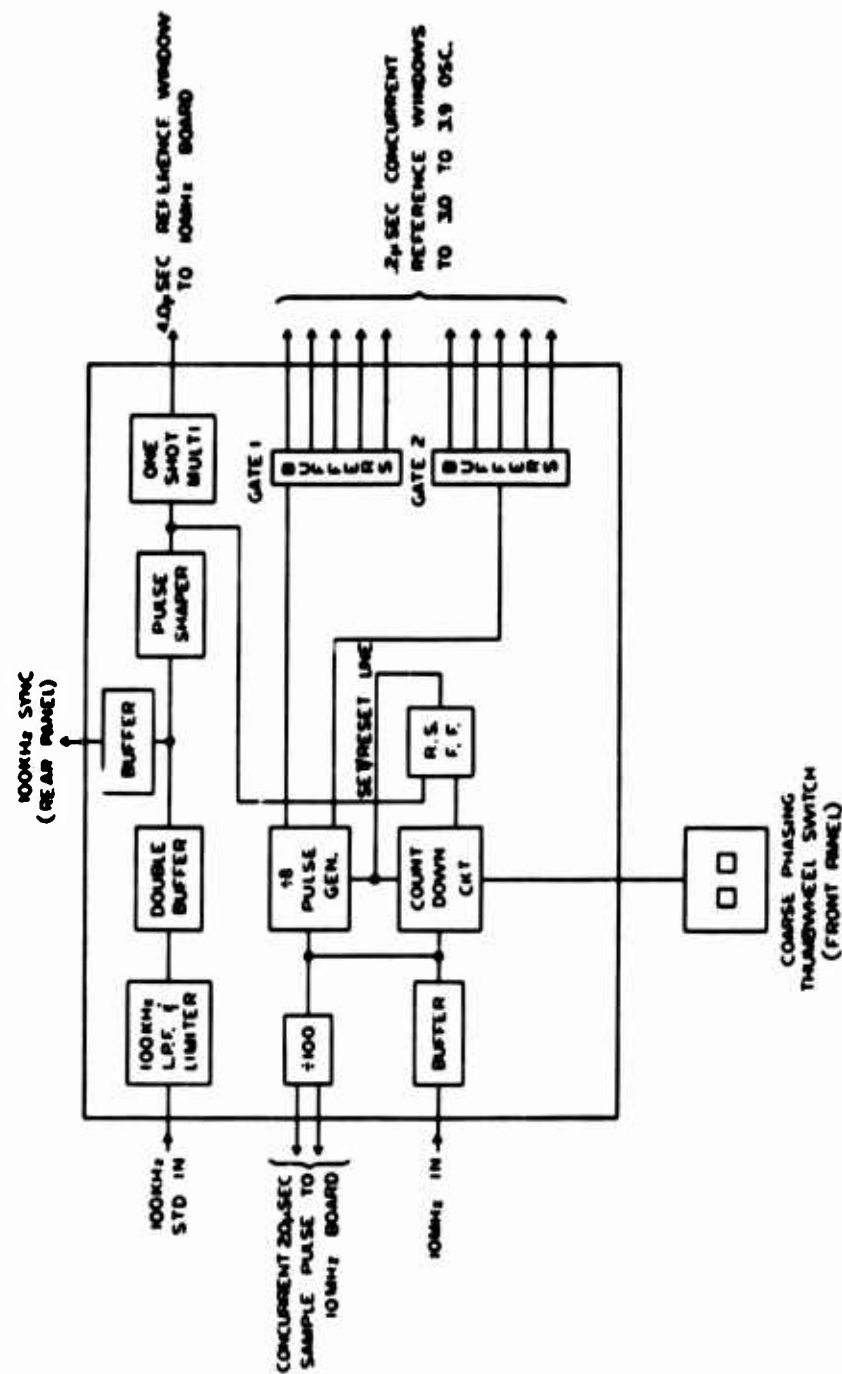 100KHz SYNC
(REAR PANEL)
100KHz
STD IN
100KHz
L.P.F. &
LIMITER
DOUBLE
BUFFER
BUFFER
PULSE
SHAPER
ONE
SHOT
MULTI
4.0µSEC REFERENCE WINDOW
TO 10MHz BOARD
CONCURRENT 20µSEC
SAMPLE PULSE TO
10MHz BOARD
÷100
÷8
PULSE
GEN.
GATE 1
BUFFERS
GATE 2
BUFFERS
.2µSEC CONCURRENT
REFERENCE WINDOWS
TO 3.0 TO 3.9 OSC.
SET/RESET LINE
R.S.
F.F.
10MHz IN
BUFFER
COUNT
DOWN
CKT
COARSE PHASING
THUMBWHEEL SWITCH
(FRONT PANEL)